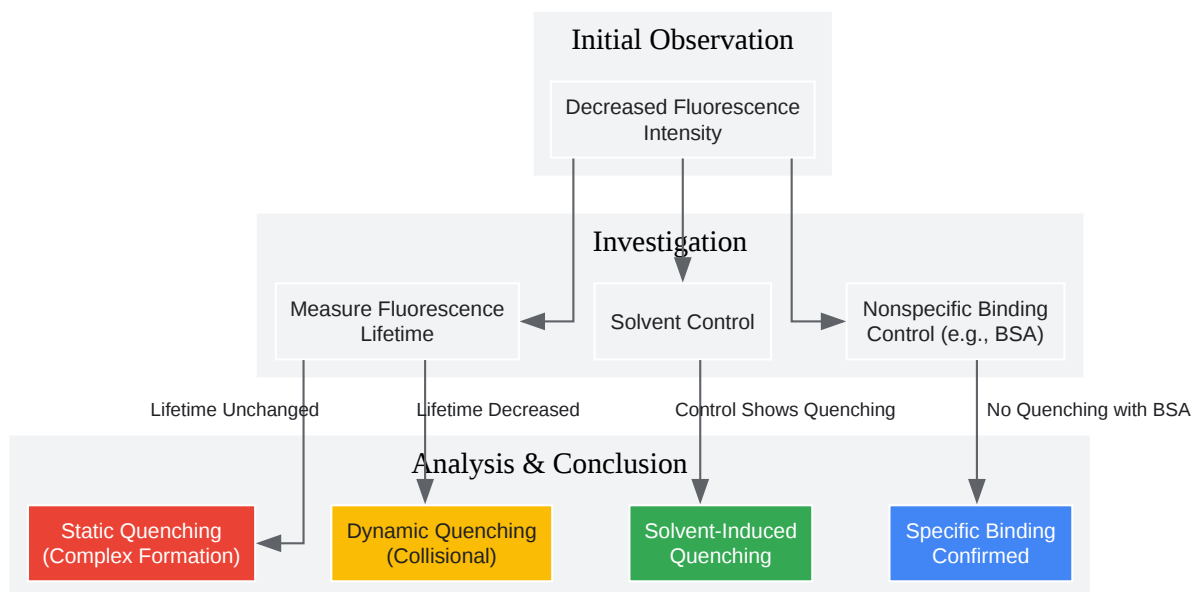 Initial Observation
Decreased Fluorescence
Intensity
Investigation
Measure Fluorescence
Lifetime
Solvent Control
Nonspecific Binding
Control (e.g., BSA)
Lifetime Unchanged
Lifetime Decreased
Control Shows Quenching
No Quenching with BSA
Analysis & Conclusion
Static Quenching
(Complex Formation)
Dynamic Quenching
(Collisional)
Solvent-Induced
Quenching
Specific Binding
Confirmed